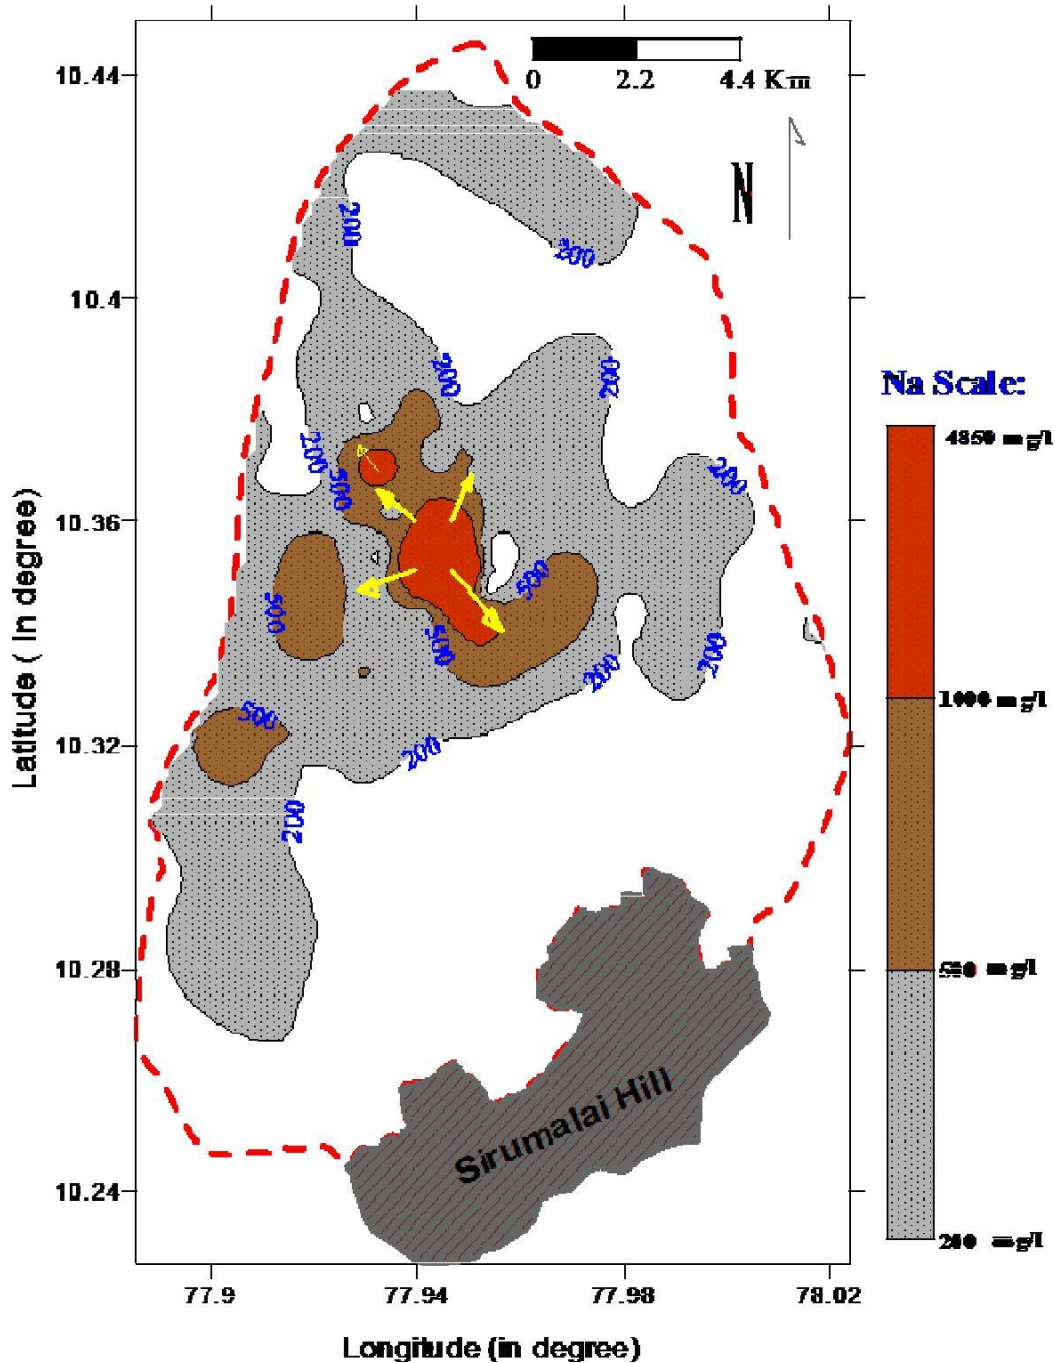 10.44
0 2.2 4.4 Km
N
200
200
10.4
200
200
Na Scale:
4850 mg/l
200
200
500
10.36
500
500
500
200
200
1000 mg/l
500
10.32
200
200
500 mg/l
10.28
Sirumalai Hill
10.24
200 mg/l
77.9 77.94 77.98 78.02
Longitude (in degree)
Latitude ( In degree)